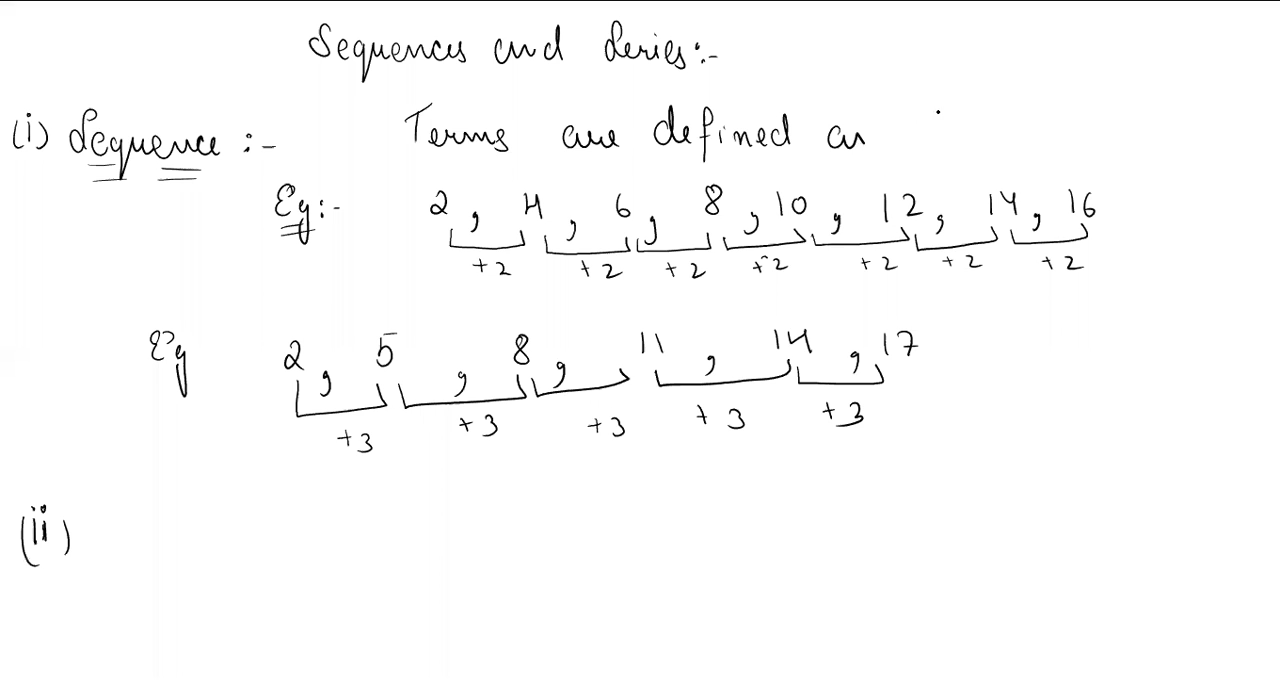 Sequences and Series:-
(i) Sequence :- Terms are defined as
Eg:- 2, 4, 6, 8, 10, 12, 14, 16
+2 +2 +2 +2 +2 +2 +2
Eg 2, 5, 8, 11, 14, 17
+3 +3 +3 +3 +3
(ii)